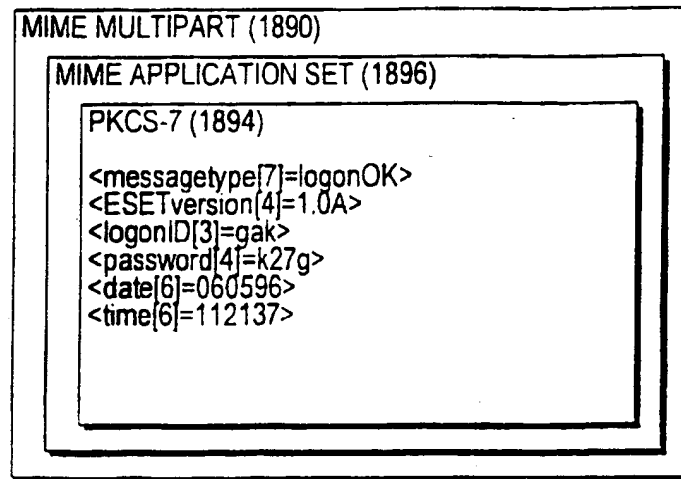 MIME MULTIPART (1890)
MIME APPLICATION SET (1896)
PKCS-7 (1894)
<messagetype[7]=logonOK>
<ESETversion[4]=1.0A>
<logonID[3]=gak>
<password[4]=k27g>
<date[6]=060596>
<time[6]=112137>